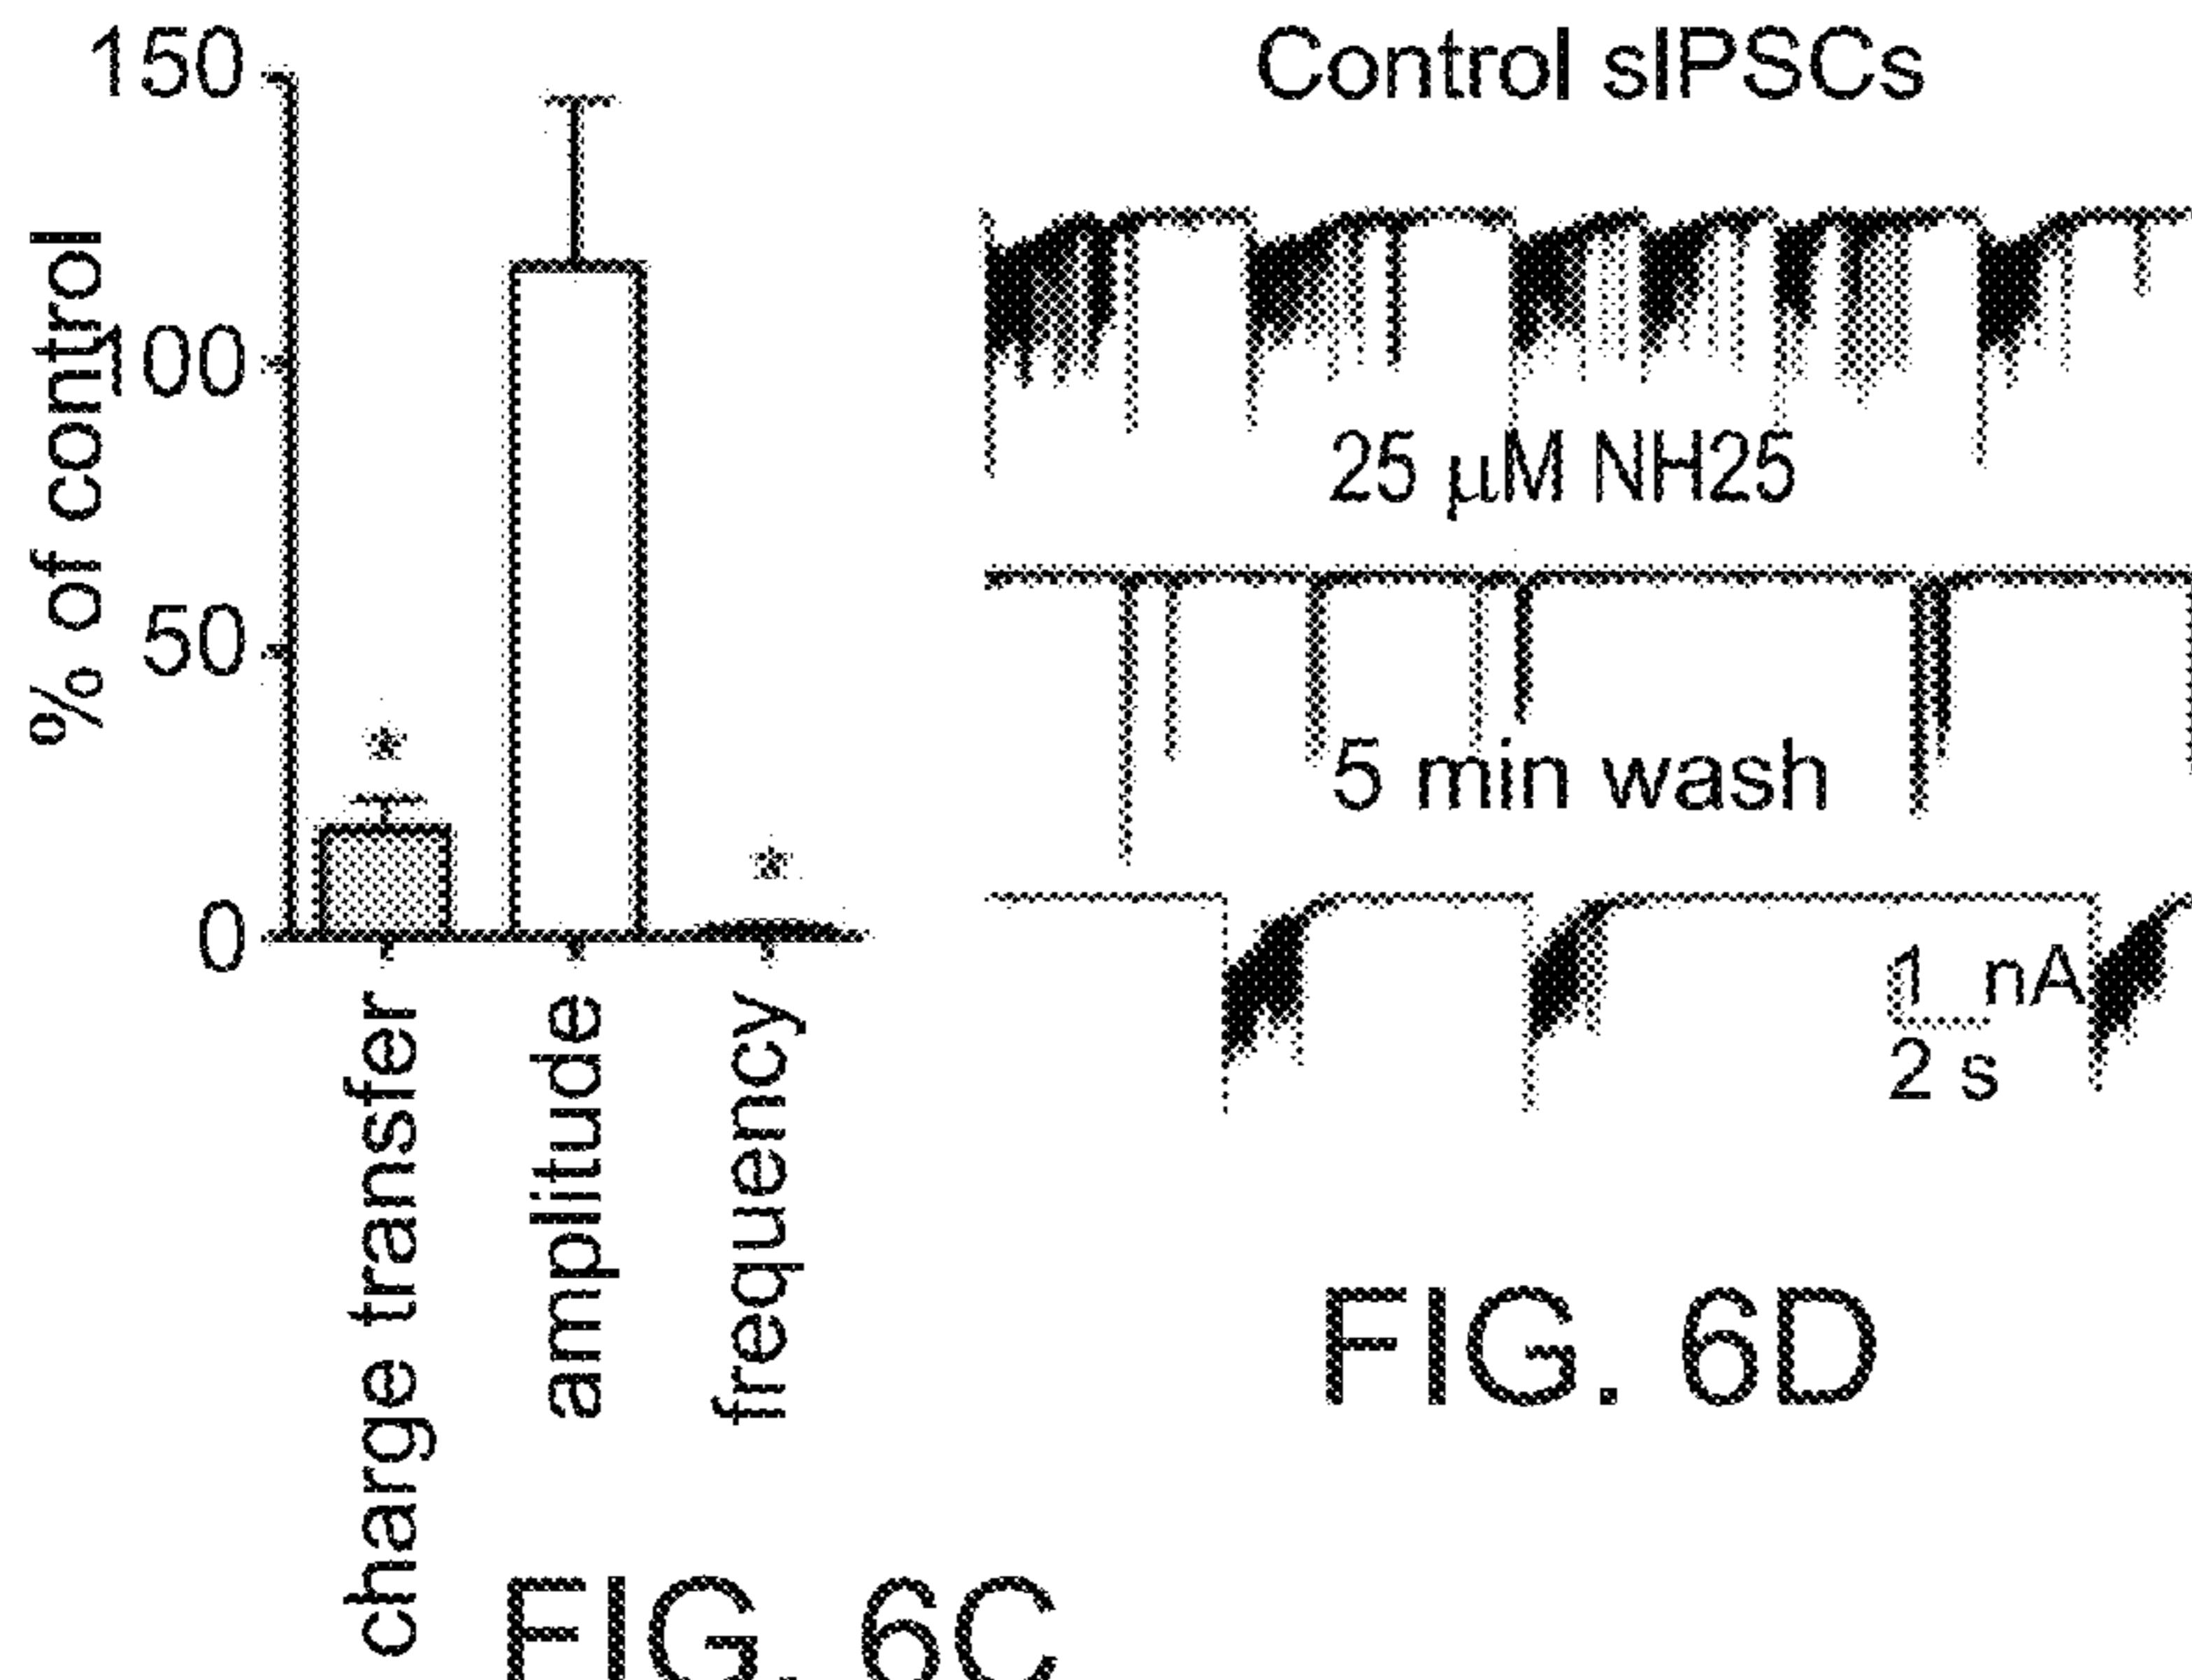 150
100
50
0
% of control
*
*
charge transfer
amplitude
frequency
FIG. 6C
Control sIPSCs
25 µM NH25
5 min wash
1 nA
2 s
FIG. 6D